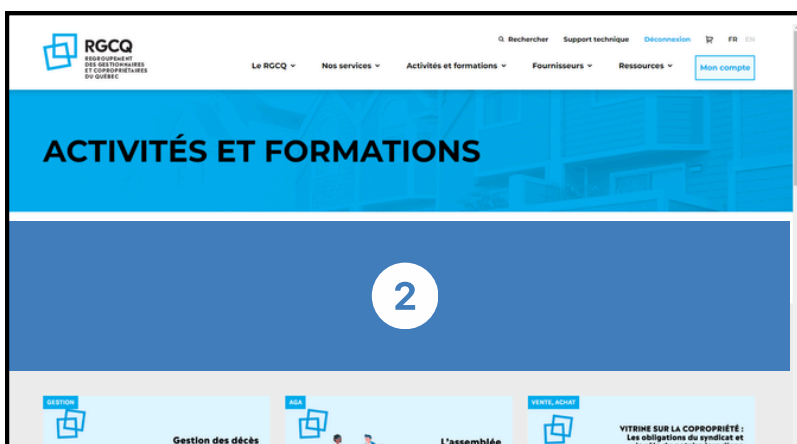 Rechercher Support technique Déconnexion FR EN
RGCQ
REGROUPEMENT
DES GESTIONNAIRES
ET COPROPRIÉTAIRES
DU QUÉBEC
Le RGCQ Nos services Activités et formations Fournisseurs Ressources Mon compte
ACTIVITÉS ET FORMATIONS
2
GESTION
Gestion des décès
AGA
L'assemblée
VENTE, ACHAT
VITRINE SUR LA COPROPRIÉTÉ :
Les obligations du syndicat et